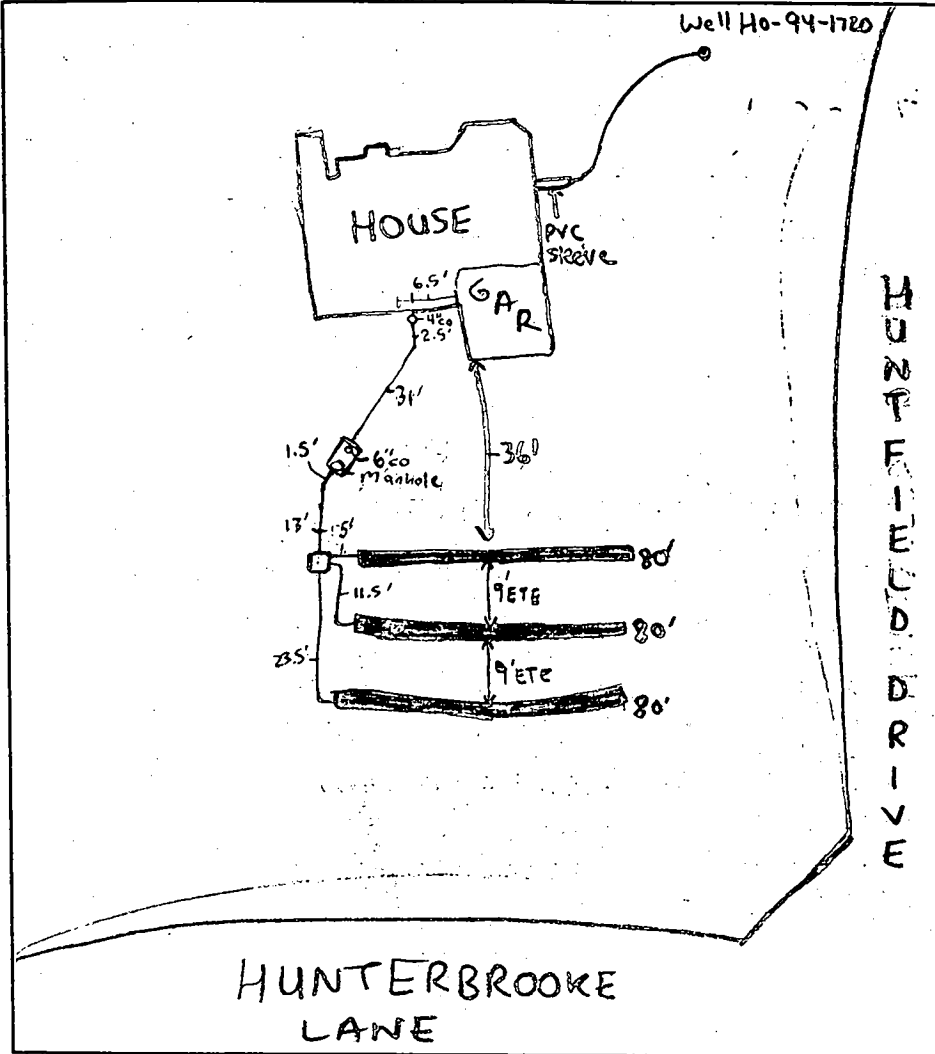 Well Ho-94-1720
HOUSE
PVC
sleeve
6.5'
GAR
4"co
2.5'
31'
36'
1.5'
6"co
Manhole
13'
1.5'
80'
11.5'
9'ETE
80'
23.5'
9'ETE
80'
HUNTFIELD DRIVE
HUNTERBROOKE
LANE